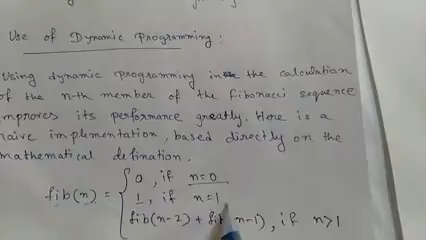 Use of Dynamic Programming:
Using dynamic programming in the calculation
of the n-th member of the Fibonacci sequence
improves its performance greatly. Here is a
naive implementation, based directly on the
mathematical defination.
fib(n) = { 0, if n=0
1, if n=1
fib(n-2) + fib(n-1), if n>1